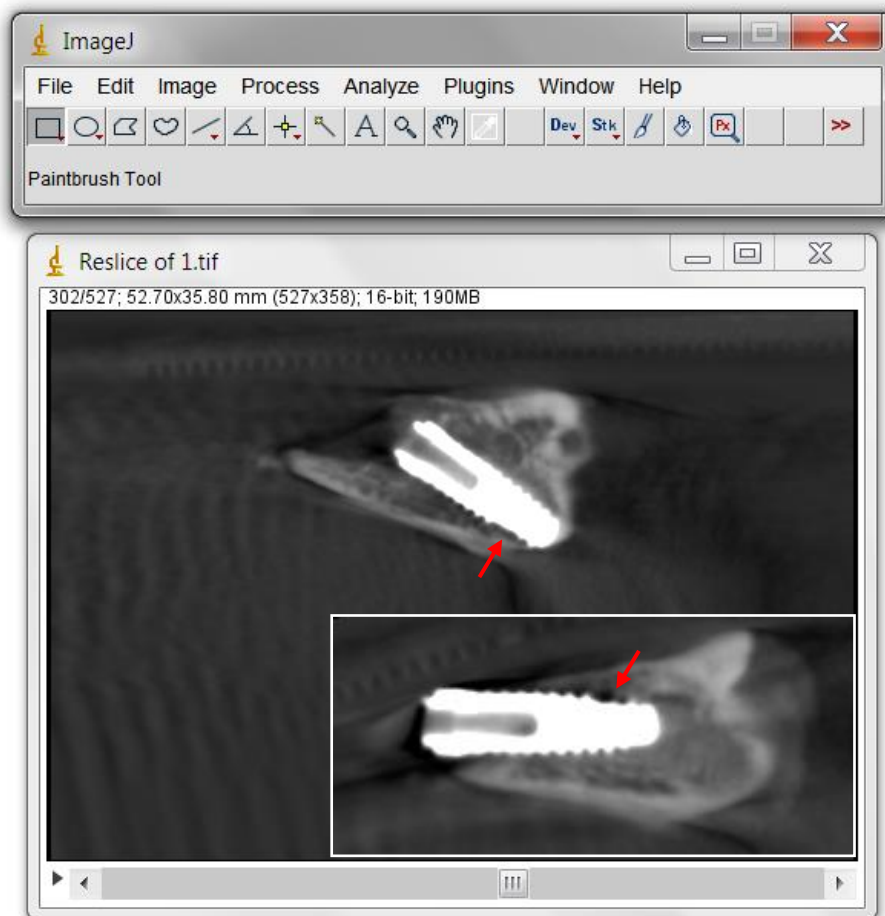 ImageJ
File Edit Image Process Analyze Plugins Window Help
A Dev Stk Px >>
Paintbrush Tool
Reslice of 1.tif
302/527; 52.70x35.80 mm (527x358); 16-bit; 190MB